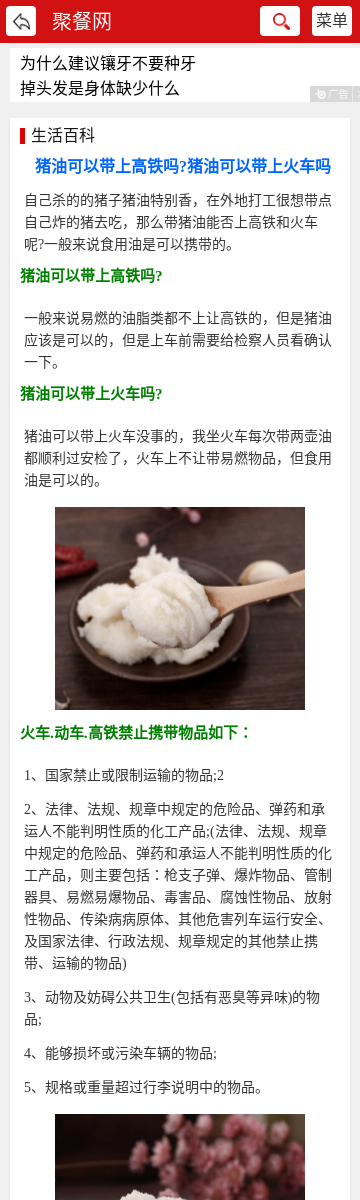 聚餐网
菜单
为什么建议镶牙不要种牙
掉头发是身体缺少什么
广告
生活百科
猪油可以带上高铁吗?猪油可以带上火车吗
自己杀的的猪子猪油特别香，在外地打工很想带点
自己炸的猪去吃，那么带猪油能否上高铁和火车
呢?一般来说食用油是可以携带的。
猪油可以带上高铁吗?
一般来说易燃的油脂类都不上让高铁的，但是猪油
应该是可以的，但是上车前需要给检察人员看确认
一下。
猪油可以带上火车吗?
猪油可以带上火车没事的，我坐火车每次带两壶油
都顺利过安检了，火车上不让带易燃物品，但食用
油是可以的。
火车.动车.高铁禁止携带物品如下：
1、国家禁止或限制运输的物品;2
2、法律、法规、规章中规定的危险品、弹药和承
运人不能判明性质的化工产品;(法律、法规、规章
中规定的危险品、弹药和承运人不能判明性质的化工
产品，则主要包括：枪支子弹、爆炸物品、管制
器具、易燃易爆物品、毒害品、腐蚀性物品、放射
性物品、传染病病原体、其他危害列车运行安全、
及国家法律、行政法规、规章规定的其他禁止携
带、运输的物品)
3、动物及妨碍公共卫生(包括有恶臭等异味)的物
品;
4、能够损坏或污染车辆的物品;
5、规格或重量超过行李说明中的物品。